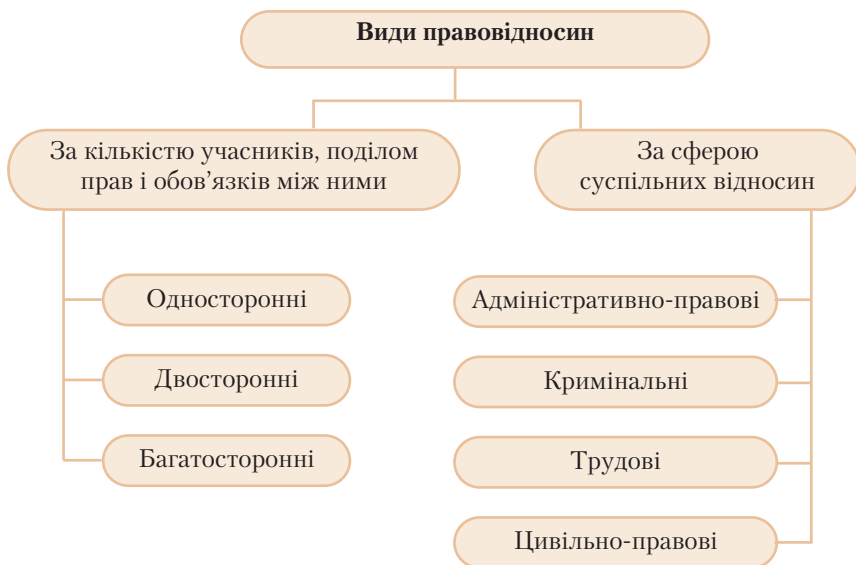 Види правовідносин
За кількістю учасників, поділом
прав і обов’язків між ними
Односторонні
Двосторонні
Багатосторонні
За сферою
суспільних відносин
Адміністративно-правові
Кримінальні
Трудові
Цивільно-правові